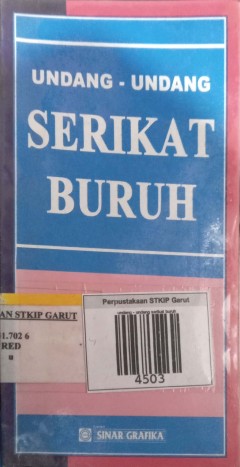 UNDANG - UNDANG
SERIKAT
BURUH
AN STKIP GARUT
1.702 6
RED
u
Perpustakaan STKIP Garut
undang - undang serikat buruh
4503
SINAR GRAFIKA